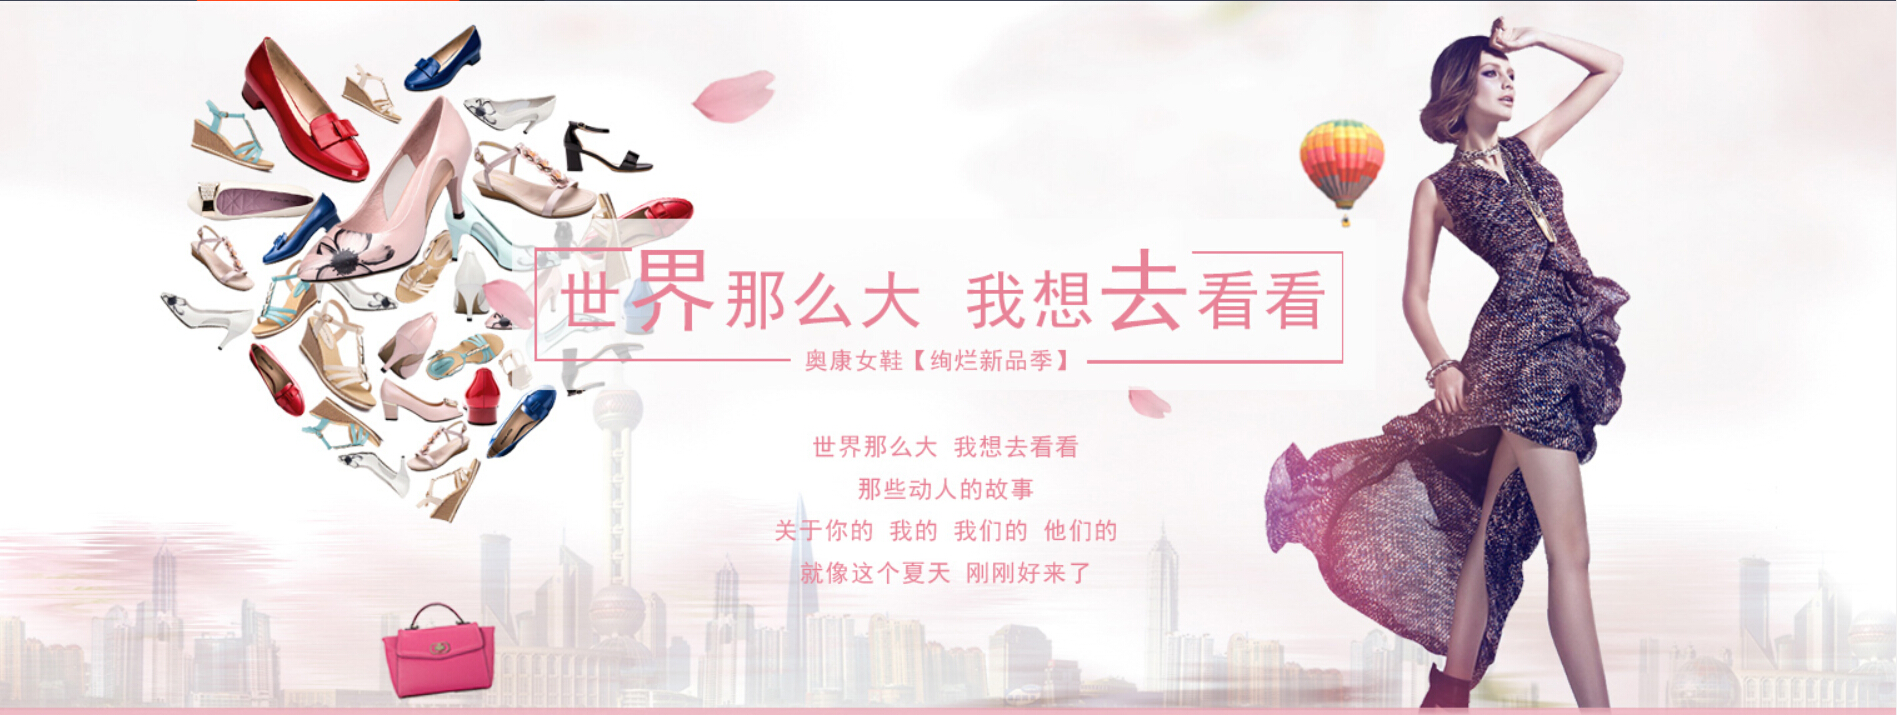 世界那么大 我想去看看
奥康女鞋【绚烂新品季】
世界那么大 我想去看看
那些动人的故事
关于你的 我的 我们的 他们的
就像这个夏天 刚刚好来了